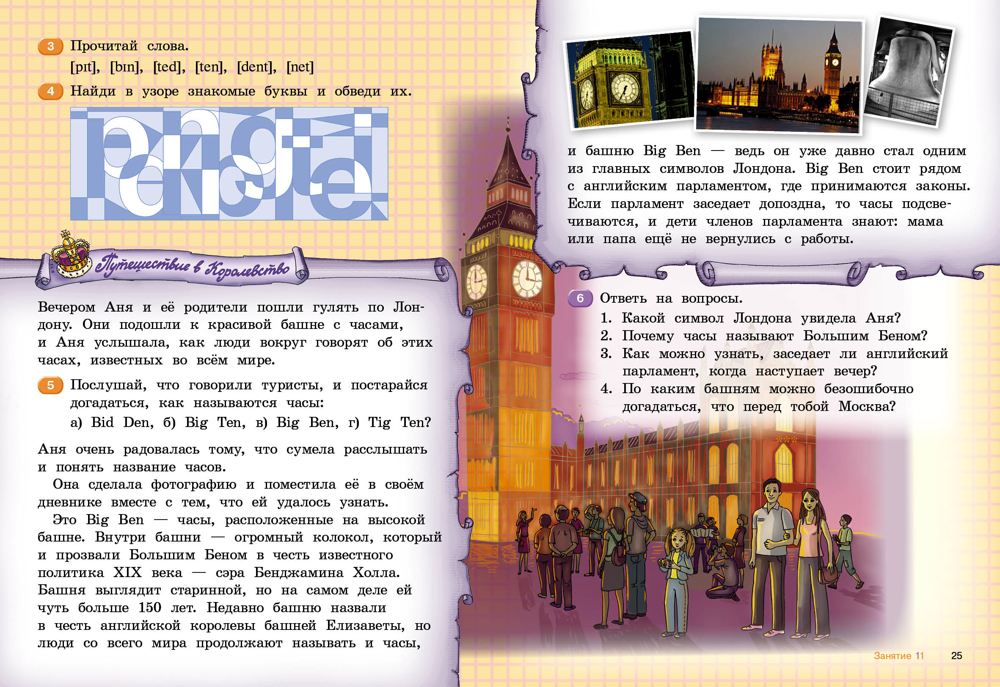 3 Прочитай слова.
[pɪt], [bɪn], [ted], [ten], [dent], [net]
4 Найди в узоре знакомые буквы и обведи их.
Путешествие в Королевство
Вечером Аня и её родители пошли гулять по Лон-
дону. Они подошли к красивой башне с часами,
и Аня услышала, как люди вокруг говорят об этих
часах, известных во всём мире.
5 Послушай, что говорили туристы, и постарайся
догадаться, как называются часы:
а) Bid Den, б) Big Ten, в) Big Ben, г) Tig Ten?
Аня очень радовалась тому, что сумела расслышать
и понять название часов.
Она сделала фотографию и поместила её в своём
дневнике вместе с тем, что ей удалось узнать.
Это Big Ben — часы, расположенные на высокой
башне. Внутри башни — огромный колокол, который
и прозвали Большим Беном в честь известного
политика XIX века — сэра Бенджамина Холла.
Башня выглядит старинной, но на самом деле ей
чуть больше 150 лет. Недавно башню назвали
в честь английской королевы башней Елизаветы, но
люди со всего мира продолжают называть и часы,
и башню Big Ben — ведь он уже давно стал одним
из главных символов Лондона. Big Ben стоит рядом
с английским парламентом, где принимаются законы.
Если парламент заседает допоздна, то часы подсве-
чиваются, и дети членов парламента знают: мама
или папа ещё не вернулись с работы.
6 Ответь на вопросы.
1. Какой символ Лондона увидела Аня?
2. Почему часы называют Большим Беном?
3. Как можно узнать, заседает ли английский
парламент, когда наступает вечер?
4. По каким башням можно безошибочно
догадаться, что перед тобой Москва?
Занятие 11 25